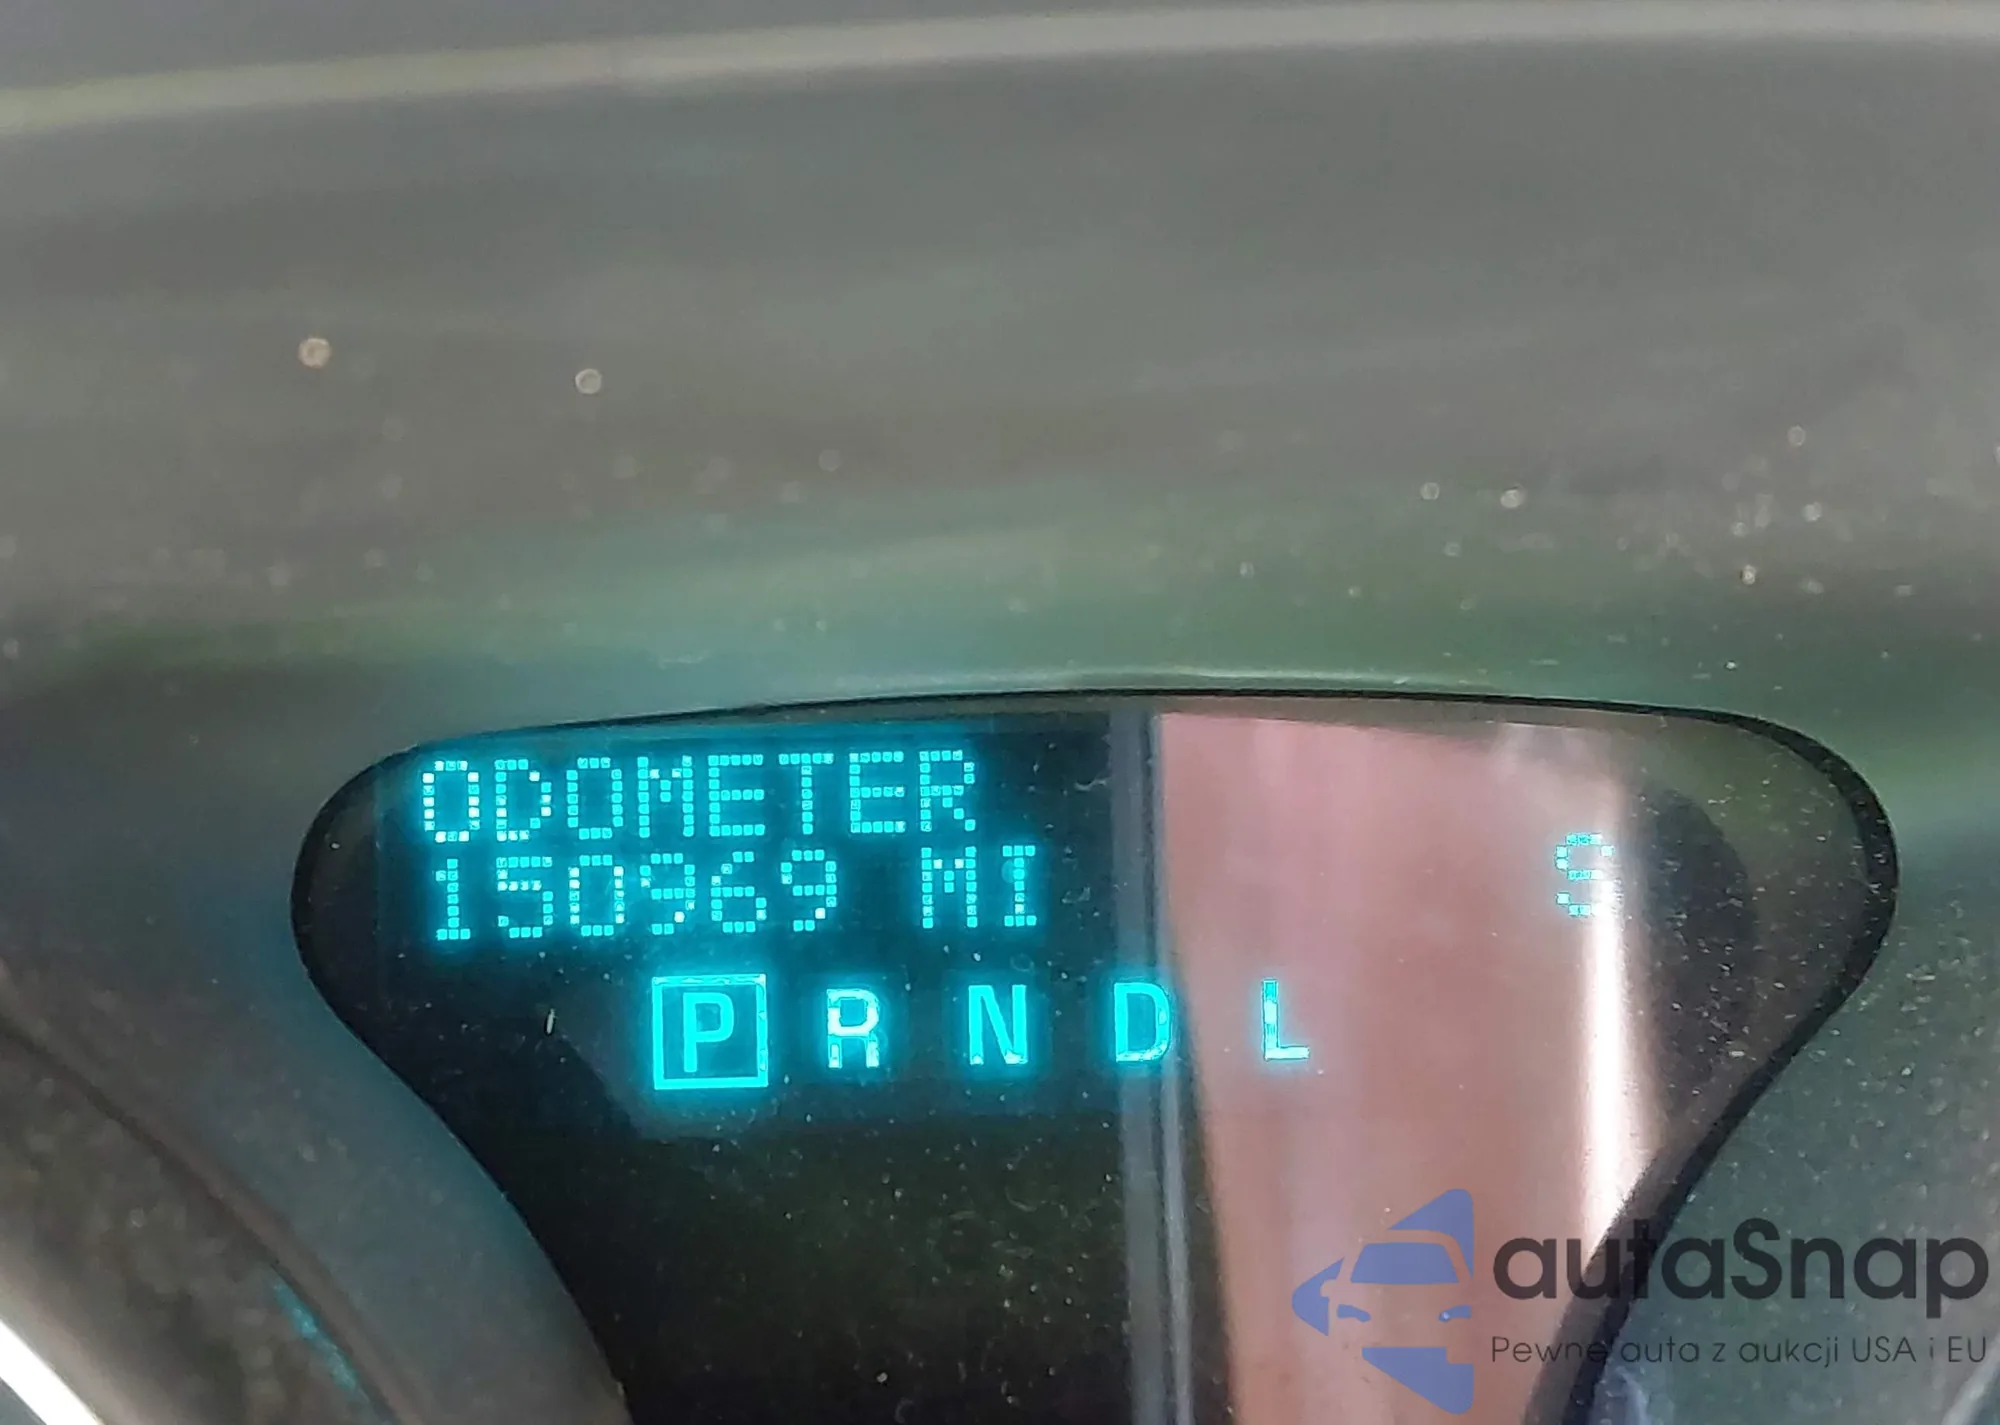 ODOMETER
150969 MI
S
P R N D L
autaSnap
Pewne auta z aukcji USA i EU